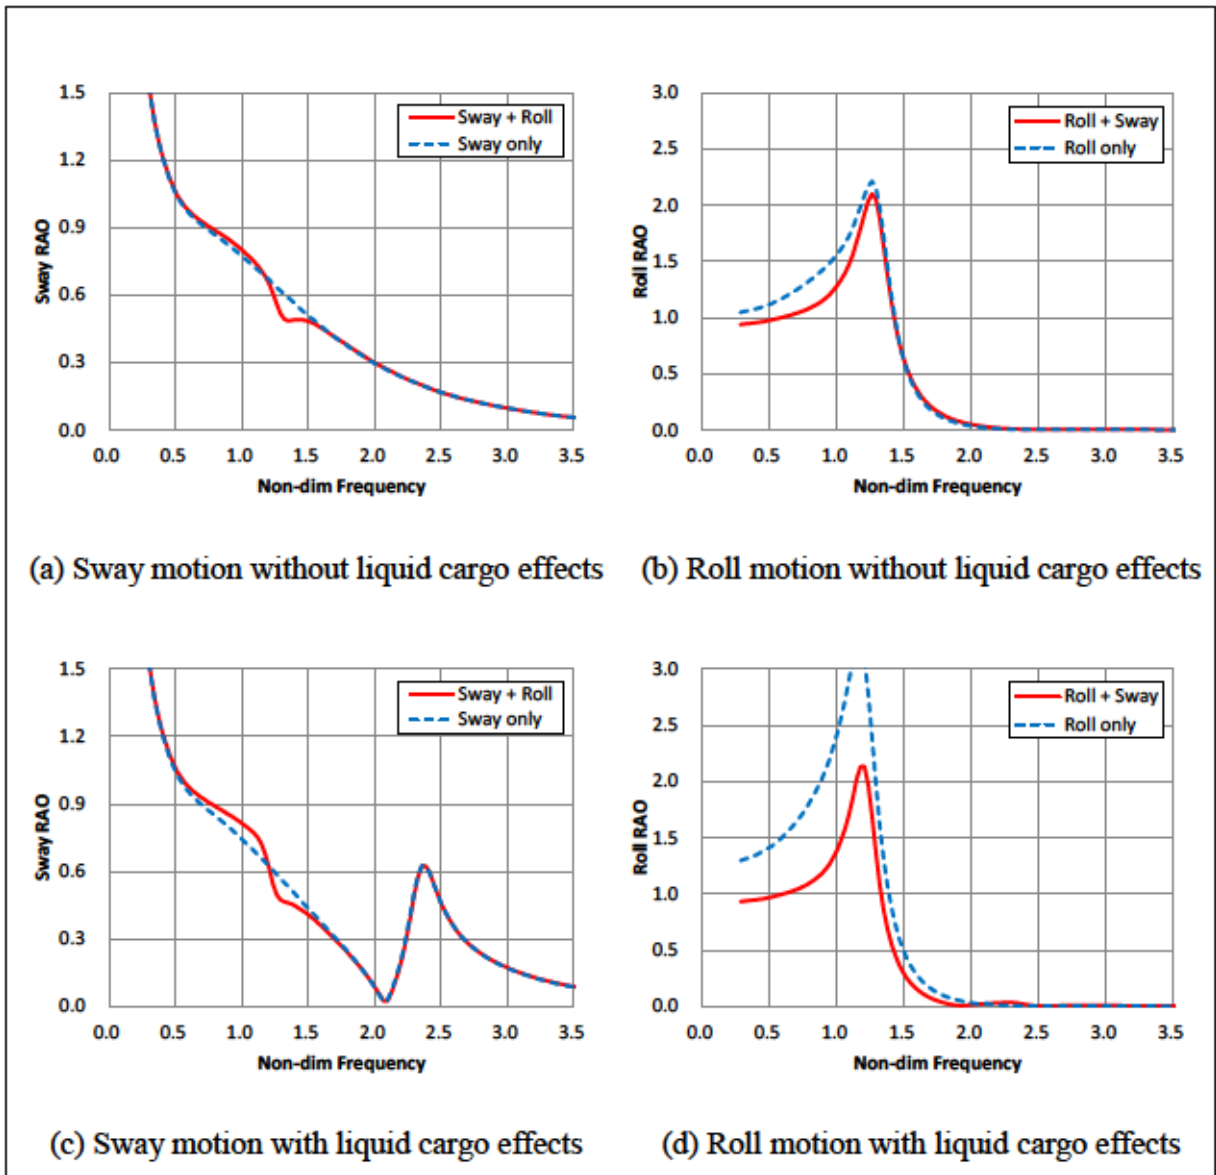 1.5
1.2
0.9
0.6
0.3
0.0
Sway RAO
Sway + Roll
Sway only
0.0 0.5 1.0 1.5 2.0 2.5 3.0 3.5
Non-dim Frequency
(a) Sway motion without liquid cargo effects
3.0
2.5
2.0
1.5
1.0
0.5
0.0
Roll RAO
Roll + Sway
Roll only
0.0 0.5 1.0 1.5 2.0 2.5 3.0 3.5
Non-dim Frequency
(b) Roll motion without liquid cargo effects
1.5
1.2
0.9
0.6
0.3
0.0
Sway RAO
Sway + Roll
Sway only
0.0 0.5 1.0 1.5 2.0 2.5 3.0 3.5
Non-dim Frequency
(c) Sway motion with liquid cargo effects
3.0
2.5
2.0
1.5
1.0
0.5
0.0
Roll RAO
Roll + Sway
Roll only
0.0 0.5 1.0 1.5 2.0 2.5 3.0 3.5
Non-dim Frequency
(d) Roll motion with liquid cargo effects